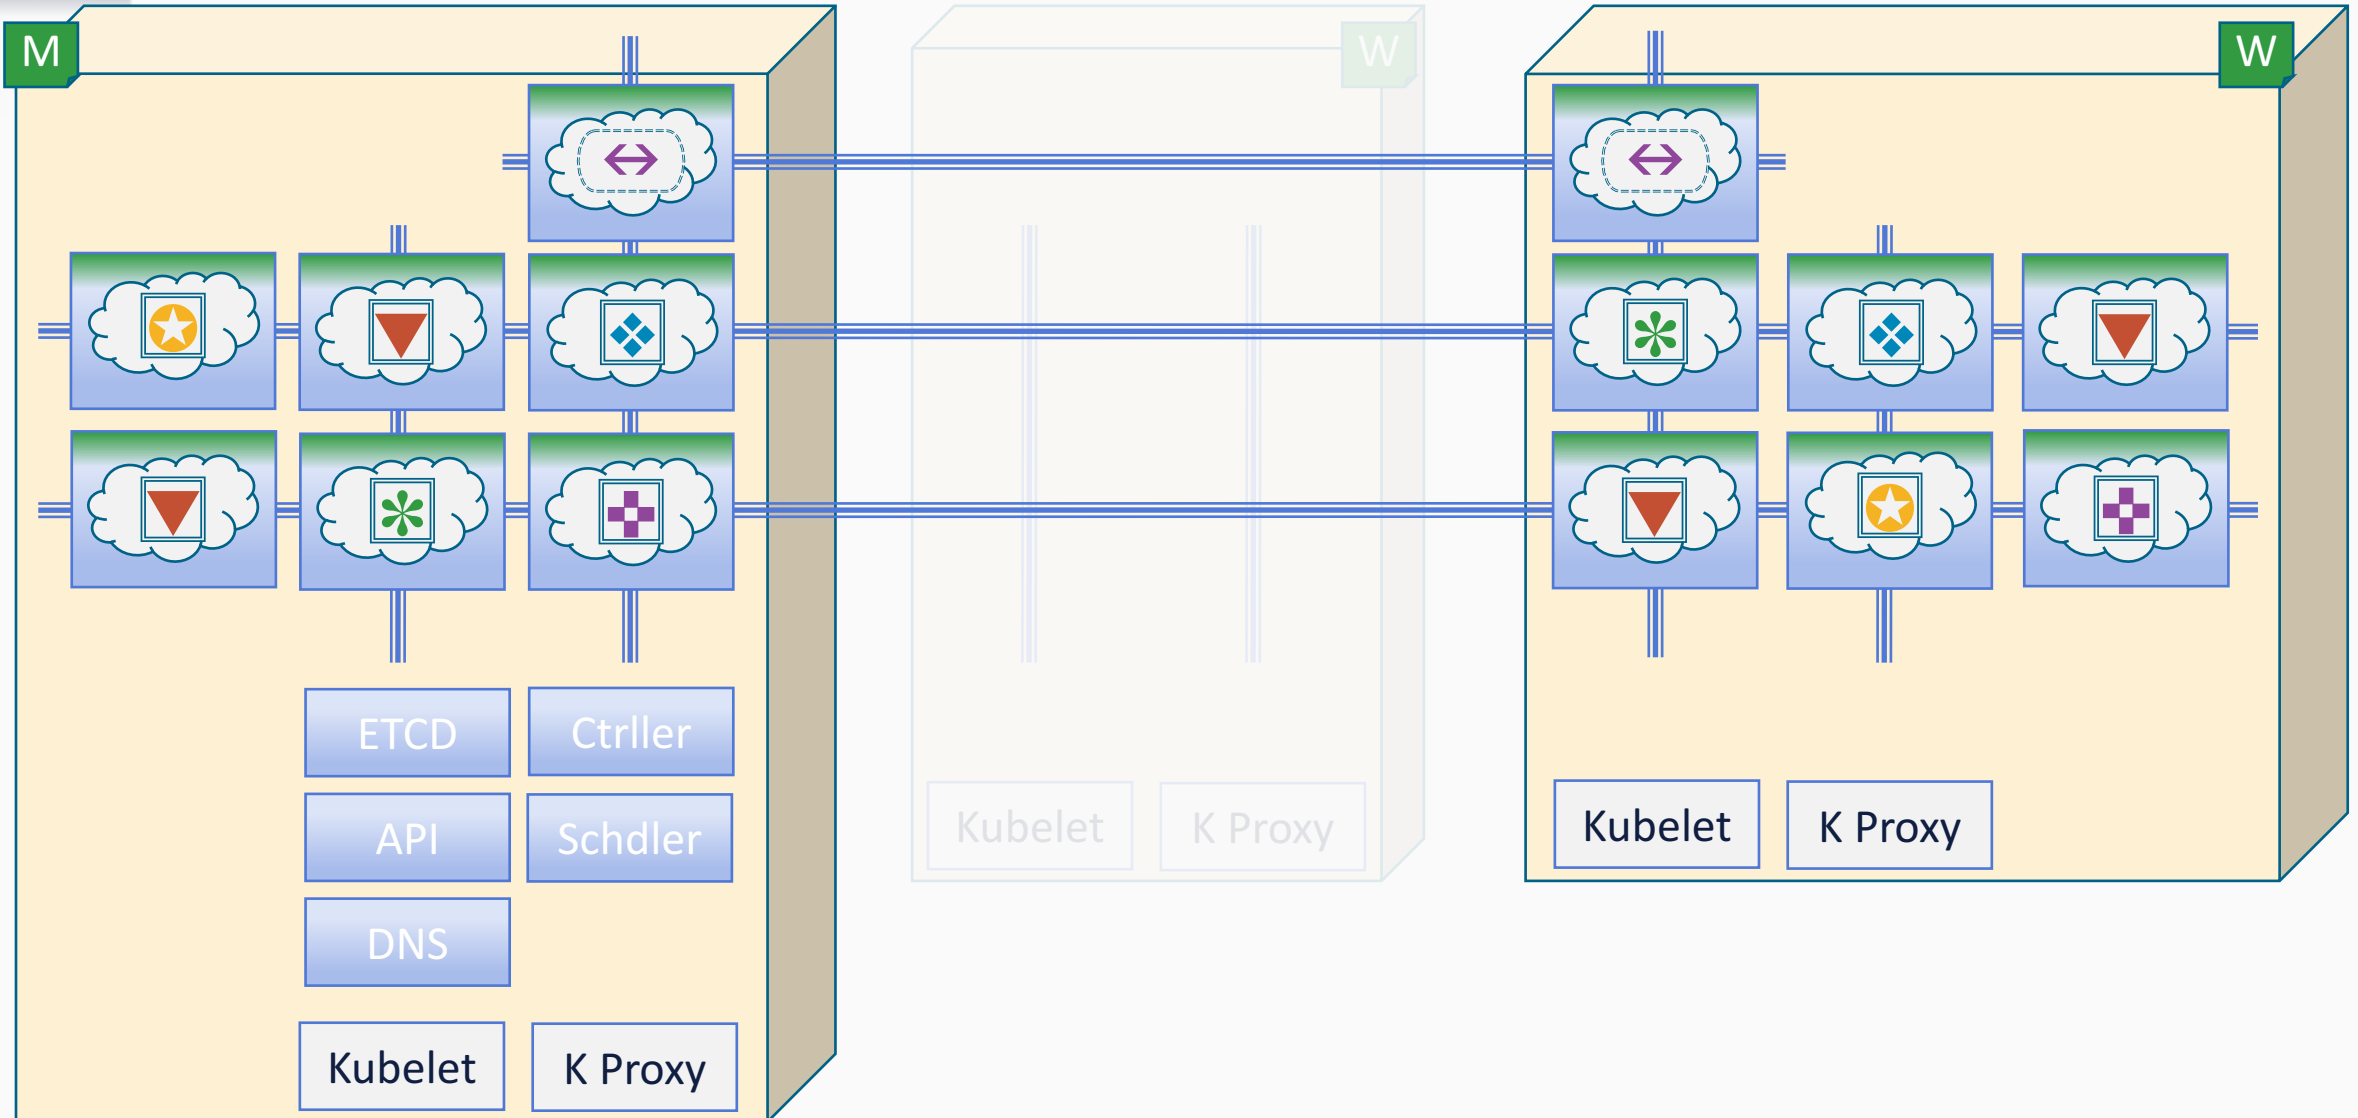 M
W
W
ETCD
Ctrller
API
Schdler
DNS
Kubelet
K Proxy
Kubelet
K Proxy
Kubelet
K Proxy